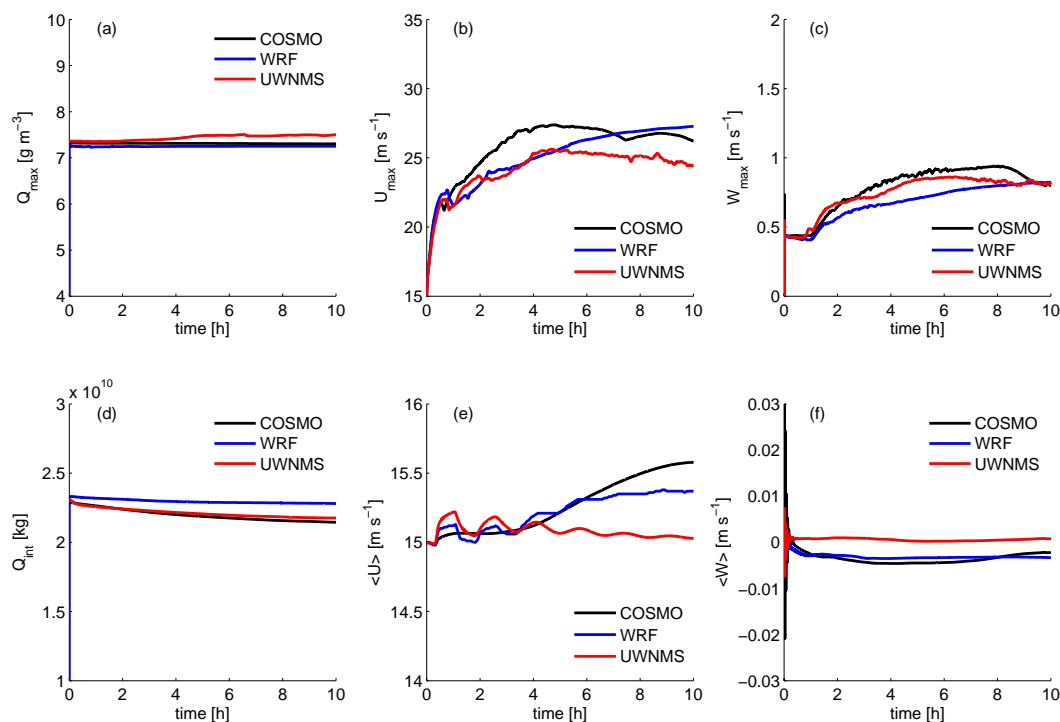 (a)
COSMO
WRF
UWNMS
10
9
8
7
6
5
4
Q_max [g m⁻³]
0 2 4 6 8 10
time [h]
(b)
COSMO
WRF
UWNMS
35
30
25
20
15
U_max [m s⁻¹]
0 2 4 6 8 10
time [h]
(c)
COSMO
WRF
UWNMS
2
1.5
1
0.5
0
W_max [m s⁻¹]
0 2 4 6 8 10
time [h]
x 10¹⁰
(d)
COSMO
WRF
UWNMS
3
2.5
2
1.5
1
Q_int [kg]
0 2 4 6 8 10
time [h]
(e)
COSMO
WRF
UWNMS
16
15.5
15
14.5
14
<U> [m s⁻¹]
0 2 4 6 8 10
time [h]
(f)
COSMO
WRF
UWNMS
0.03
0.02
0.01
0
−0.01
−0.02
−0.03
<W> [m s⁻¹]
0 2 4 6 8 10
time [h]